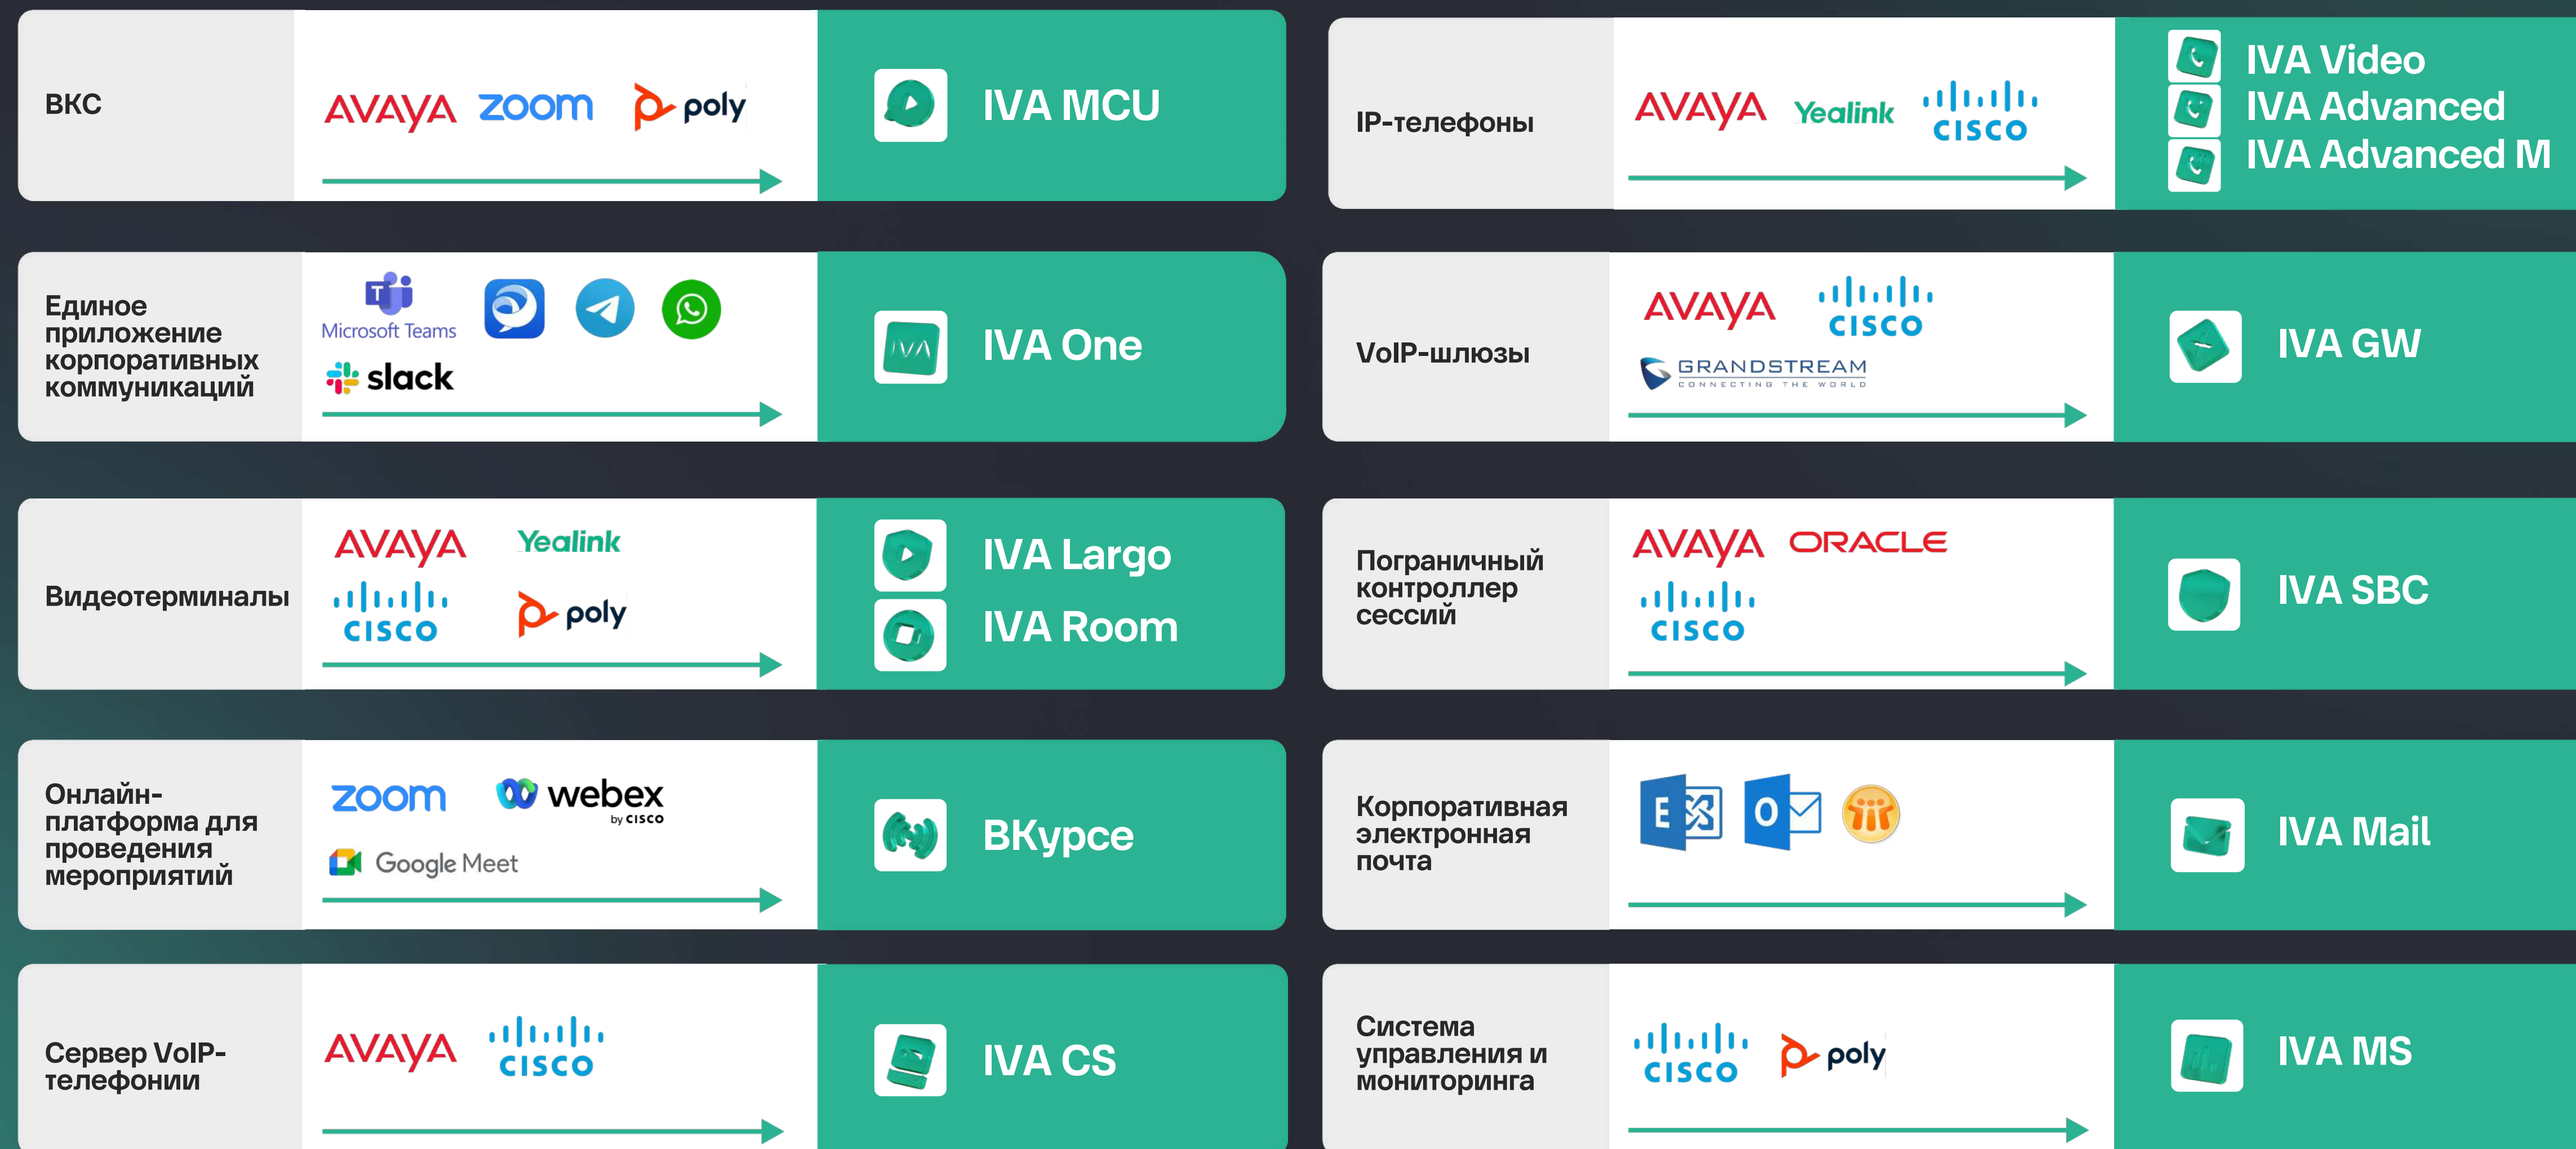 ВКС
AVAYA zoom poly
IVA MCU
Единое
приложение
корпоративных
коммуникаций
T
Microsoft Teams
slack
IVA
IVA One
Видеотерминалы
AVAYA Yealink
CISCO poly
IVA Largo
IVA Room
Онлайн-
платформа для
проведения
мероприятий
zoom webex
by CISCO
Google Meet
ВКурсе
Сервер VoIP-
телефонии
AVAYA CISCO
IVA CS
IP-телефоны
AVAYA Yealink CISCO
IVA Video
IVA Advanced
IVA Advanced M
VoIP-шлюзы
AVAYA CISCO
GRANDSTREAM
CONNECTING THE WORLD
IVA GW
Пограничный
контроллер
сессий
AVAYA ORACLE
CISCO
IVA SBC
Корпоративная
электронная
почта
E O
IVA Mail
Система
управления и
мониторинга
CISCO poly
IVA MS